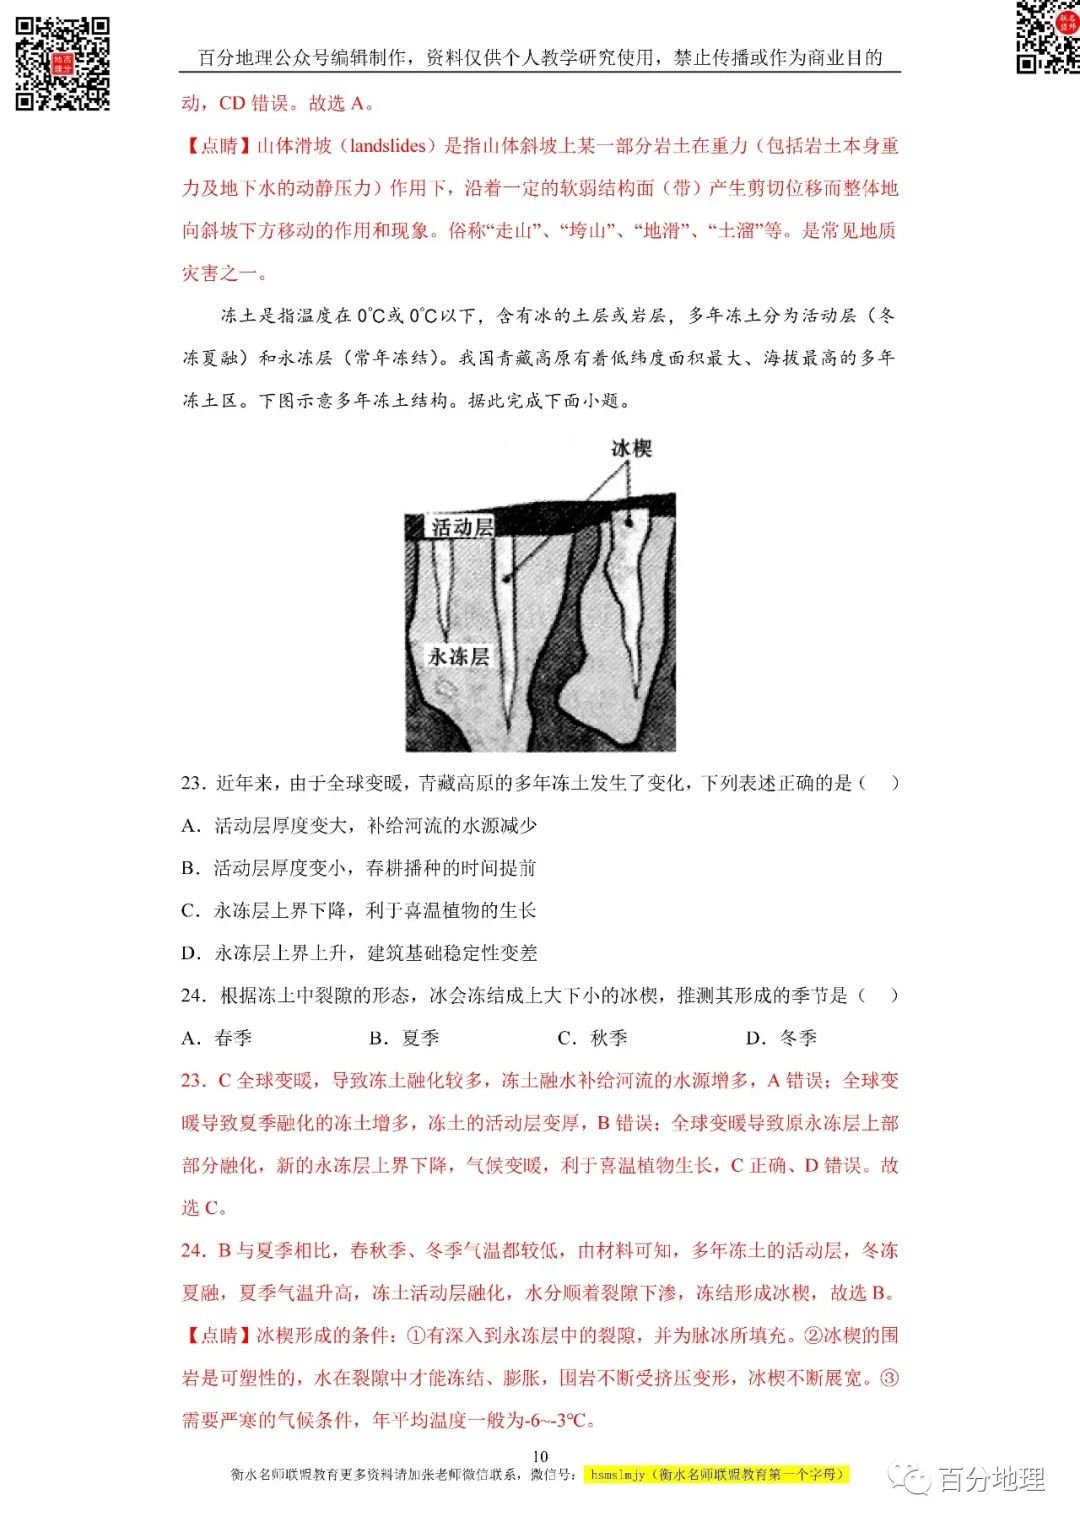 百分地理公众号编辑制作，资料仅供个人教学研究使用，禁止传播或作为商业目的
动，CD 错误。故选 A。
【点睛】山体滑坡（landslides）是指山体斜坡上某一部分岩土在重力（包括岩土本身重
力及地下水的动静压力）作用下，沿着一定的软弱结构面（带）产生剪切位移而整体地
向斜坡下方移动的作用和现象。俗称“走山”、“垮山”、“地滑”、“土溜”等。是常见地质
灾害之一。
冻土是指温度在 0℃或 0℃以下，含有冰的土层或岩层，多年冻土分为活动层（冬
冻夏融）和永冻层（常年冻结）。我国青藏高原有着低纬度面积最大、海拔最高的多年
冻土区。下图示意多年冻土结构。据此完成下面小题。
冰楔
活动层
永冻层
23．近年来，由于全球变暖，青藏高原的多年冻土发生了变化，下列表述正确的是（ ）
A．活动层厚度变大，补给河流的水源减少
B．活动层厚度变小，春耕播种的时间提前
C．永冻层上界下降，利于喜温植物的生长
D．永冻层上界上升，建筑基础稳定性变差
24．根据冻土中裂隙的形态，冰会冻结成上大下小的冰楔，推测其形成的季节是（ ）
A．春季 B．夏季 C．秋季 D．冬季
23．C 全球变暖，导致冻土融化较多，冻土融水补给河流的水源增多，A 错误；全球变
暖导致夏季融化的冻土增多，冻土的活动层变厚，B 错误；全球变暖导致原永冻层上部
部分融化，新的永冻层上界下降，气候变暖，利于喜温植物生长，C 正确、D 错误。故
选 C。
24．B 与夏季相比，春秋季、冬季气温都较低，由材料可知，多年冻土的活动层，冬冻
夏融，夏季气温升高，冻土活动层融化，水分顺着裂隙下渗，冻结形成冰楔，故选 B。
【点睛】冰楔形成的条件：①有深入到永冻层中的裂隙，并为脉冰所填充。②冰楔的围
岩是可塑性的，水在裂隙中才能冻结、膨胀，围岩不断受挤压变形，冰楔不断展宽。③
需要严寒的气候条件，年平均温度一般为-6~-3℃。
10
衡水名师联盟教育更多资料请加张老师微信联系，微信号： hsmslmjy（衡水名师联盟教育第一个字母）
百分地理